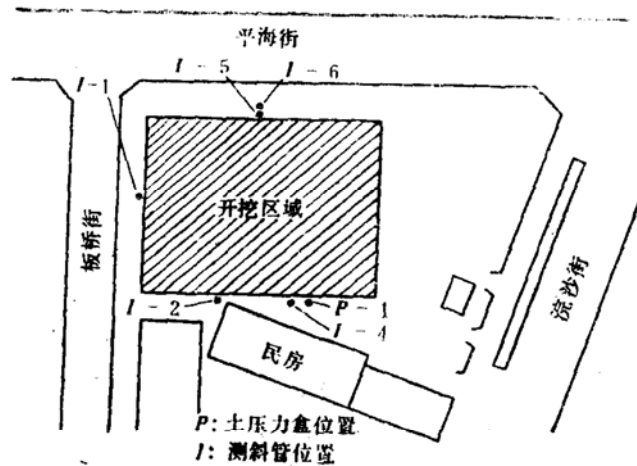 平海街
I-5
I-6
I-1
开挖区域
板桥街
浣沙街
I-2
P-1
I-4
民房
P: 土压力盒位置
I: 测斜管位置